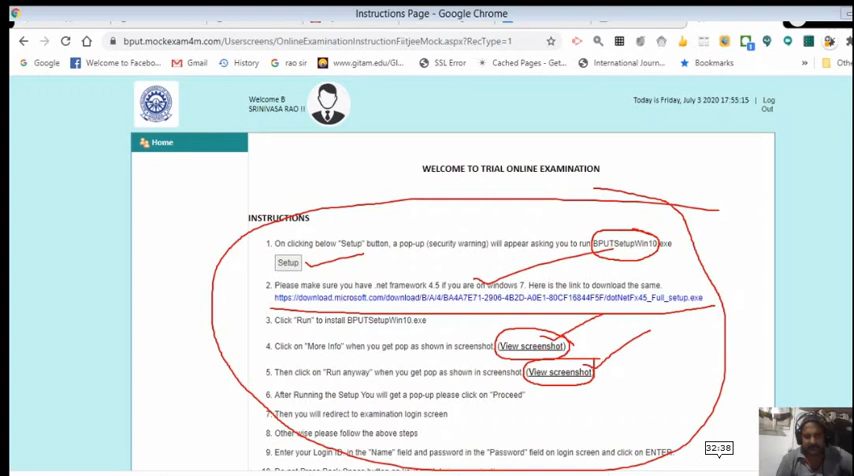 Instructions Page - Google Chrome
bput.mockexam4m.com/Userscreens/OnlineExaminationInstructionFiitjeeMock.aspx?RecType=1
Google Welcome to Facebo... Gmail History rao sir www.gitam.edu/Gl... SSL Error Cached Pages - Get... International Journ... Bookmarks » Othe
Welcome B
SRINIVASA RAO II
Today is Friday, July 3 2020 17:55:15 | Log
Out
Home
WELCOME TO TRIAL ONLINE EXAMINATION
INSTRUCTIONS
1. On clicking below "Setup" button, a pop-up (security warning) will appear asking you to run BPUTSetupWin10.exe
Setup
2. Please make sure you have .net framework 4.5 if you are on windows 7. Here is the link to download the same.
https://download.microsoft.com/download/B/A/4/BA4A7E71-2906-4B2D-A0E1-80CF16844F5F/dotNetFx45_Full_setup.exe
3. Click "Run" to install BPUTSetupWin10.exe
4. Click on "More Info" when you get pop as shown in screenshot. (View screenshot)
5. Then click on "Run anyway" when you get pop as shown in screenshot. (View screenshot)
6. After Running the Setup You will get a pop-up please click on "Proceed"
7. Then you will redirect to examination login screen
8. Other wise please follow the above steps
9. Enter your Login ID, in the "Name" field and password in the "Password" field on login screen and click on ENTER
32:38